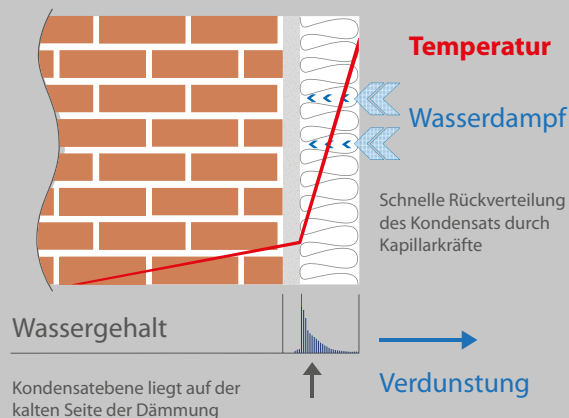 Temperatur
Wasserdampf
Schnelle Rückverteilung
des Kondensats durch
Kapillarkräfte
Wassergehalt
Verdunstung
Kondensatebene liegt auf der
kalten Seite der Dämmung